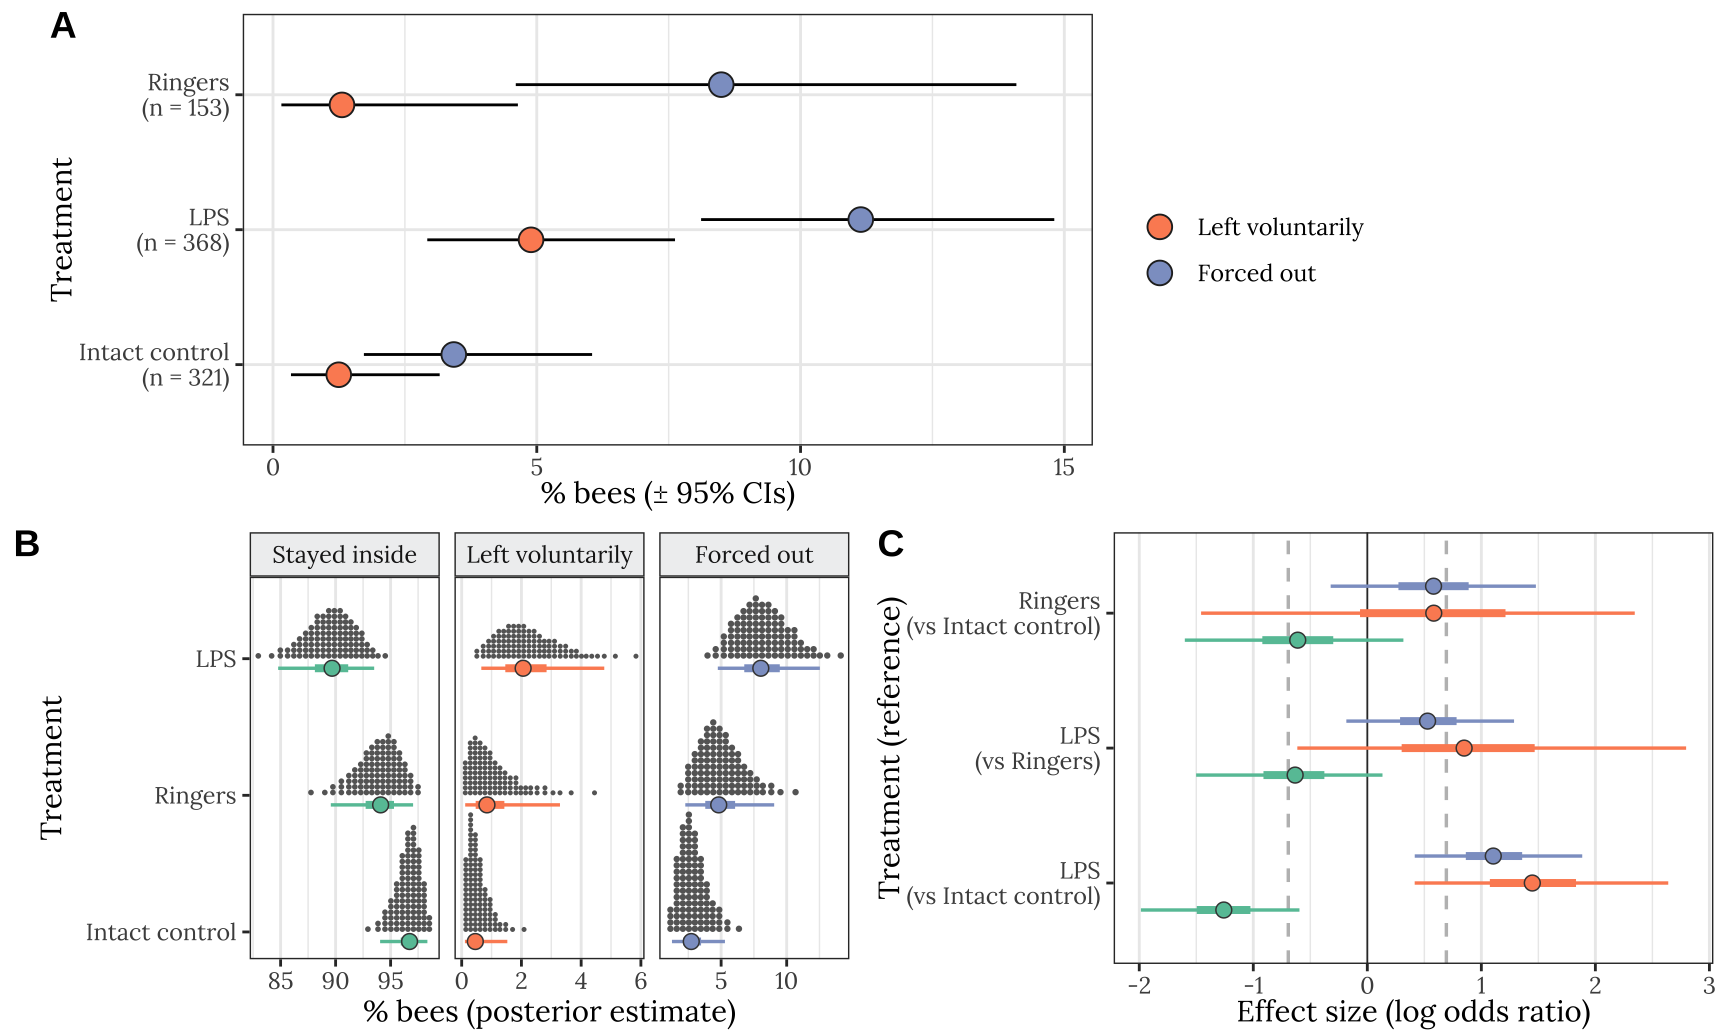 A
Ringers
(n = 153)
LPS
(n = 368)
Intact control
(n = 321)
Treatment
0 5 10 15
% bees (± 95% CIs)
Left voluntarily
Forced out
B
Stayed inside Left voluntarily Forced out
LPS
Ringers
Intact control
Treatment
85 90 95 0 2 4 6 5 10
% bees (posterior estimate)
C
Ringers
(vs Intact control)
LPS
(vs Ringers)
LPS
(vs Intact control)
Treatment (reference)
-2 -1 0 1 2 3
Effect size (log odds ratio)